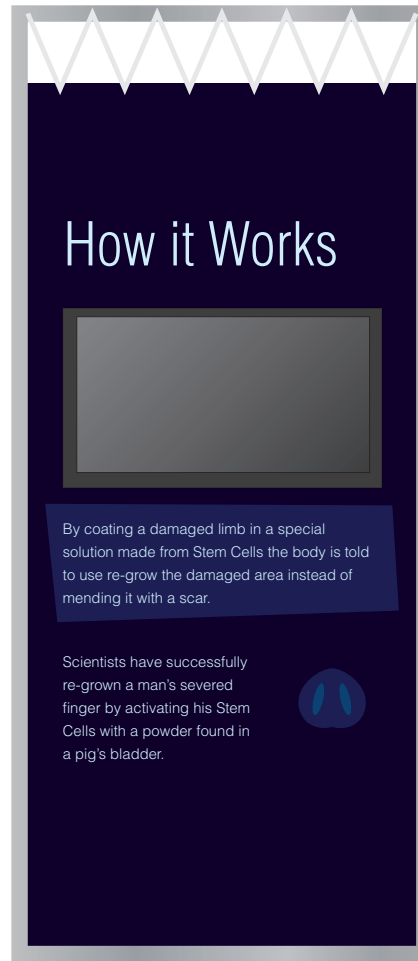 How it Works
By coating a damaged limb in a special
solution made from Stem Cells the body is told
to use re-grow the damaged area instead of
mending it with a scar.
Scientists have successfully
re-grown a man's severed
finger by activating his Stem
Cells with a powder found in
a pig's bladder.